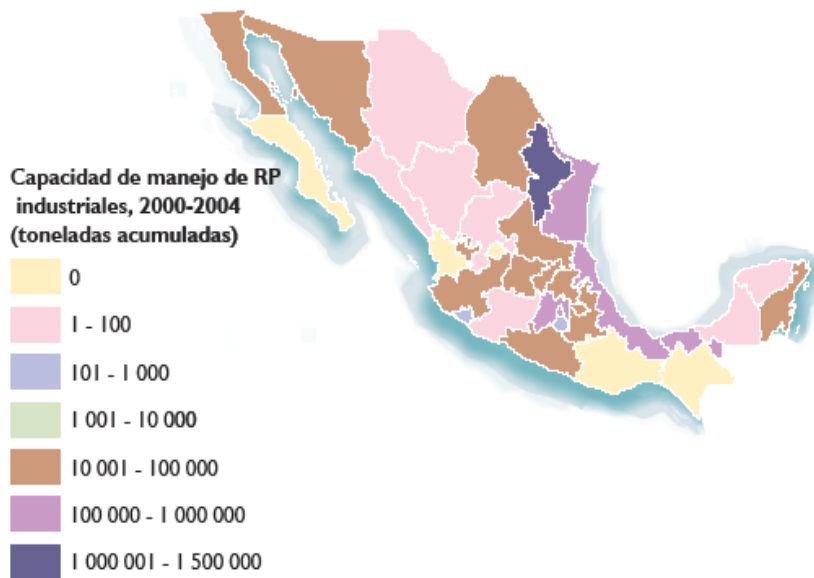 Capacidad de manejo de RP
industriales, 2000-2004
(toneladas acumuladas)
0
1 - 100
101 - 1 000
1 001 - 10 000
10 001 - 100 000
100 000 - 1 000 000
1 000 001 - 1 500 000